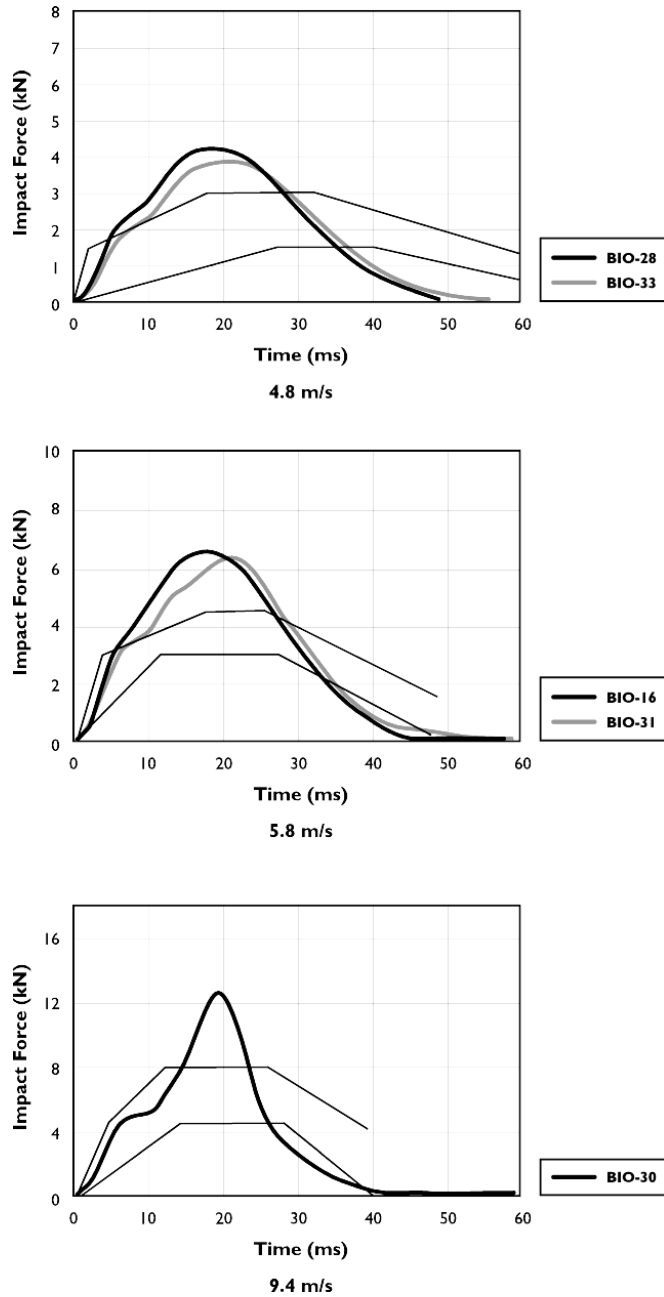 8
7
6
5
4
3
2
1
0
Impact Force (kN)
0 10 20 30 40 50 60
Time (ms)
4.8 m/s
BIO-28
BIO-33
10
8
6
4
2
0
Impact Force (kN)
0 10 20 30 40 50 60
Time (ms)
5.8 m/s
BIO-16
BIO-31
16
12
8
4
0
Impact Force (kN)
0 10 20 30 40 50 60
Time (ms)
9.4 m/s
BIO-30